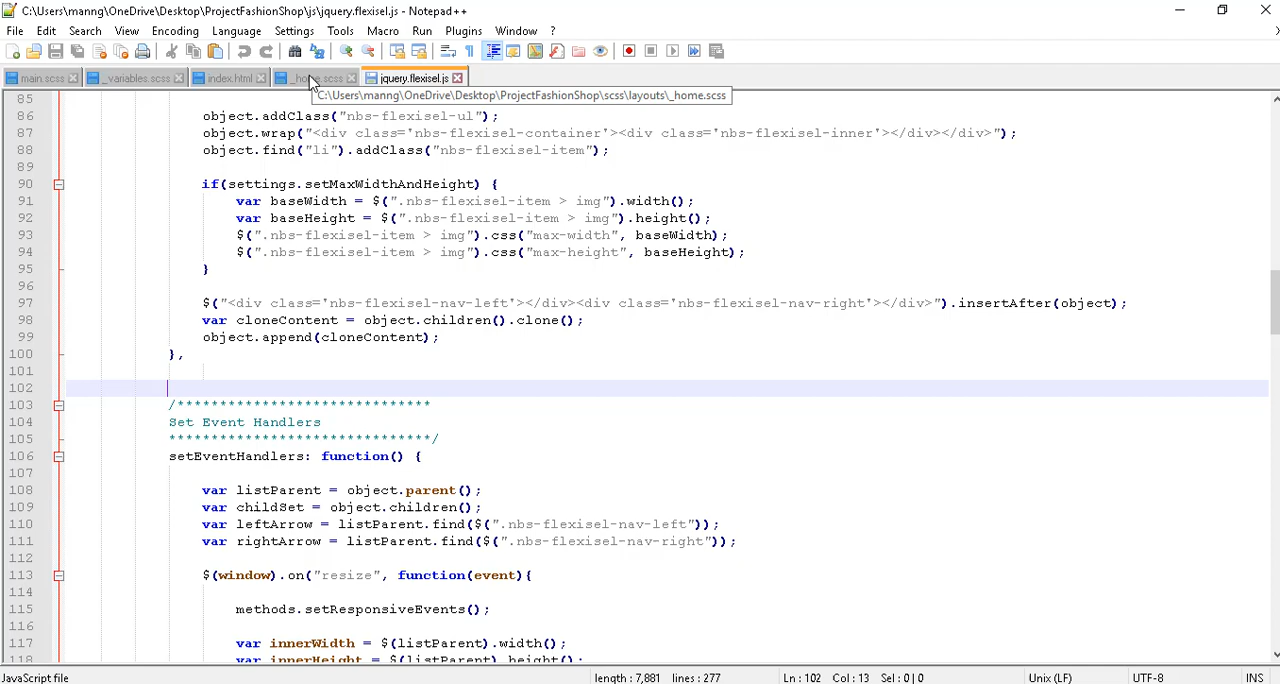 C:\Users\manng\OneDrive\Desktop\ProjectFashionShop\js\jquery.flexisel.js - Notepad++
File Edit Search View Encoding Language Settings Tools Macro Run Plugins Window ?
main.scss _variables.scss index.html _home.scss jquery.flexisel.js
C:\Users\manng\OneDrive\Desktop\ProjectFashionShop\scss\layouts\_home.scss
85
86 object.addClass("nbs-flexisel-ul");
87 object.wrap("<div class='nbs-flexisel-container'><div class='nbs-flexisel-inner'></div></div>");
88 object.find("li").addClass("nbs-flexisel-item");
89
90 if(settings.setMaxWidthAndHeight) {
91 var baseWidth = $(".nbs-flexisel-item > img").width();
92 var baseHeight = $(".nbs-flexisel-item > img").height();
93 $(".nbs-flexisel-item > img").css("max-width", baseWidth);
94 $(".nbs-flexisel-item > img").css("max-height", baseHeight);
95 }
96
97 $("<div class='nbs-flexisel-nav-left'></div><div class='nbs-flexisel-nav-right'></div>").insertAfter(object);
98 var cloneContent = object.children().clone();
99 object.append(cloneContent);
100 },
101
102
103 /******************************
104 Set Event Handlers
105 *******************************/
106 setEventHandlers: function() {
107
108 var listParent = object.parent();
109 var childSet = object.children();
110 var leftArrow = listParent.find($(".nbs-flexisel-nav-left"));
111 var rightArrow = listParent.find($(".nbs-flexisel-nav-right"));
112
113 $(window).on("resize", function(event){
114
115 methods.setResponsiveEvents();
116
117 var innerWidth = $(listParent).width();
118 var innerHeight = $(listParent).height();
JavaScript file length : 7,881 lines : 277 Ln : 102 Col : 13 Sel : 0 | 0 Unix (LF) UTF-8 INS